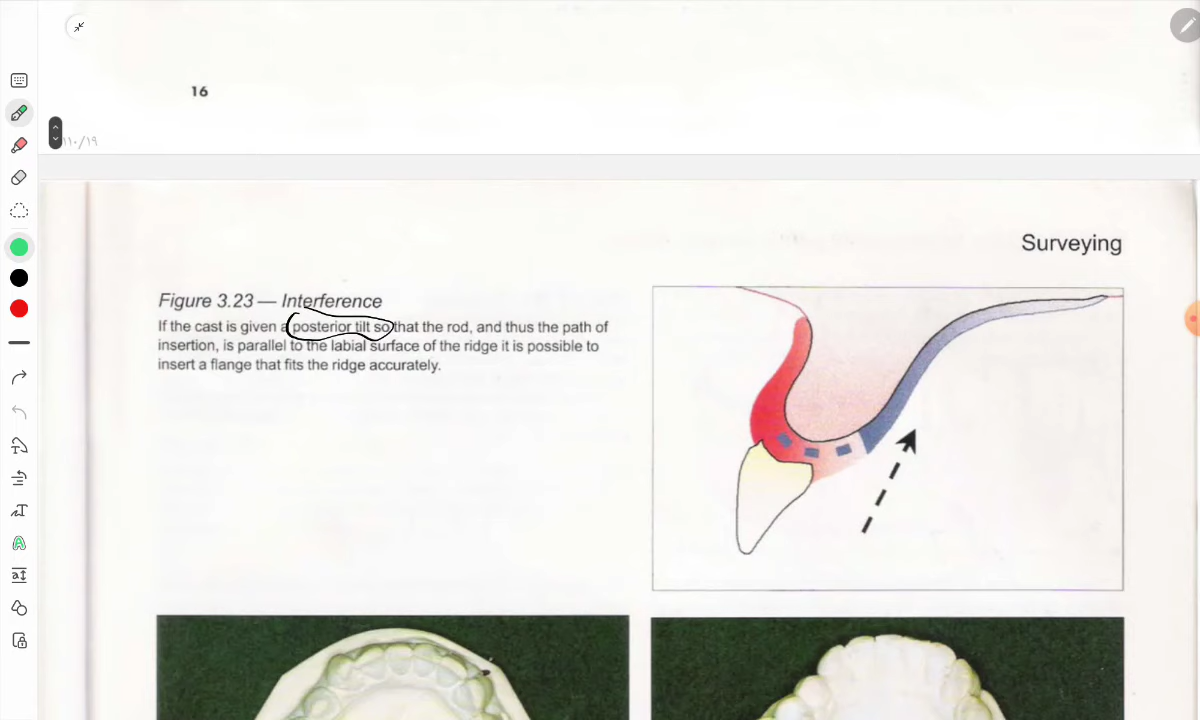 16
١١٠/١٩
Surveying
Figure 3.23 — Interference
If the cast is given a posterior tilt so that the rod, and thus the path of
insertion, is parallel to the labial surface of the ridge it is possible to
insert a flange that fits the ridge accurately.